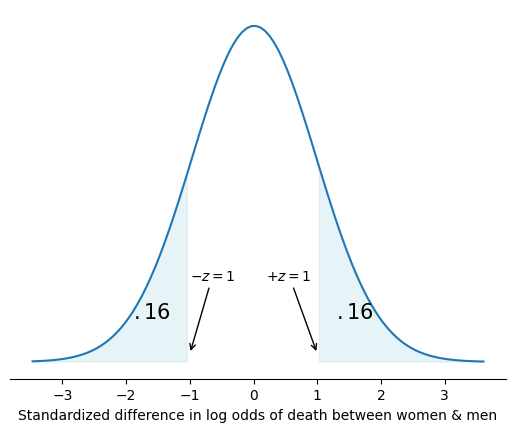 −z = 1
+z = 1
.16
.16
−3 −2 −1 0 1 2 3
Standardized difference in log odds of death between women & men